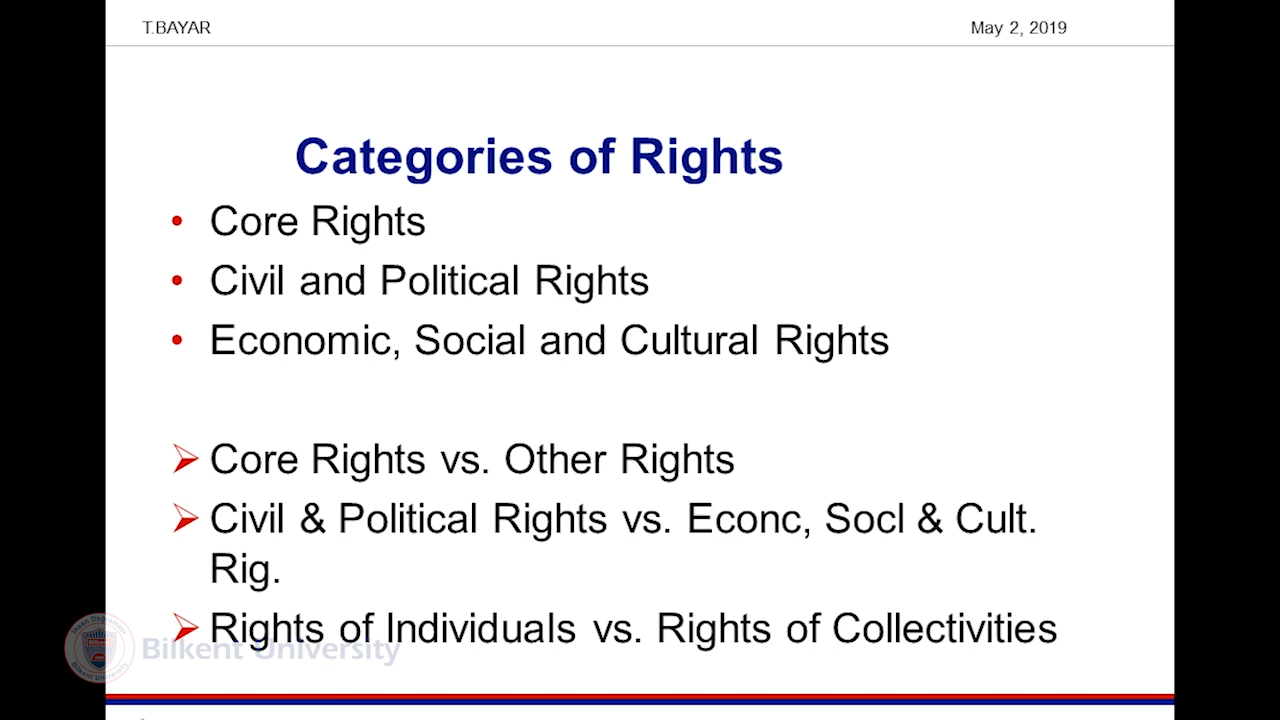 T.BAYAR
May 2, 2019
Categories of Rights
• Core Rights
• Civil and Political Rights
• Economic, Social and Cultural Rights
➢ Core Rights vs. Other Rights
➢ Civil & Political Rights vs. Econc, Socl & Cult.
Rig.
➢ Rights of Individuals vs. Rights of Collectivities
Bilkent University